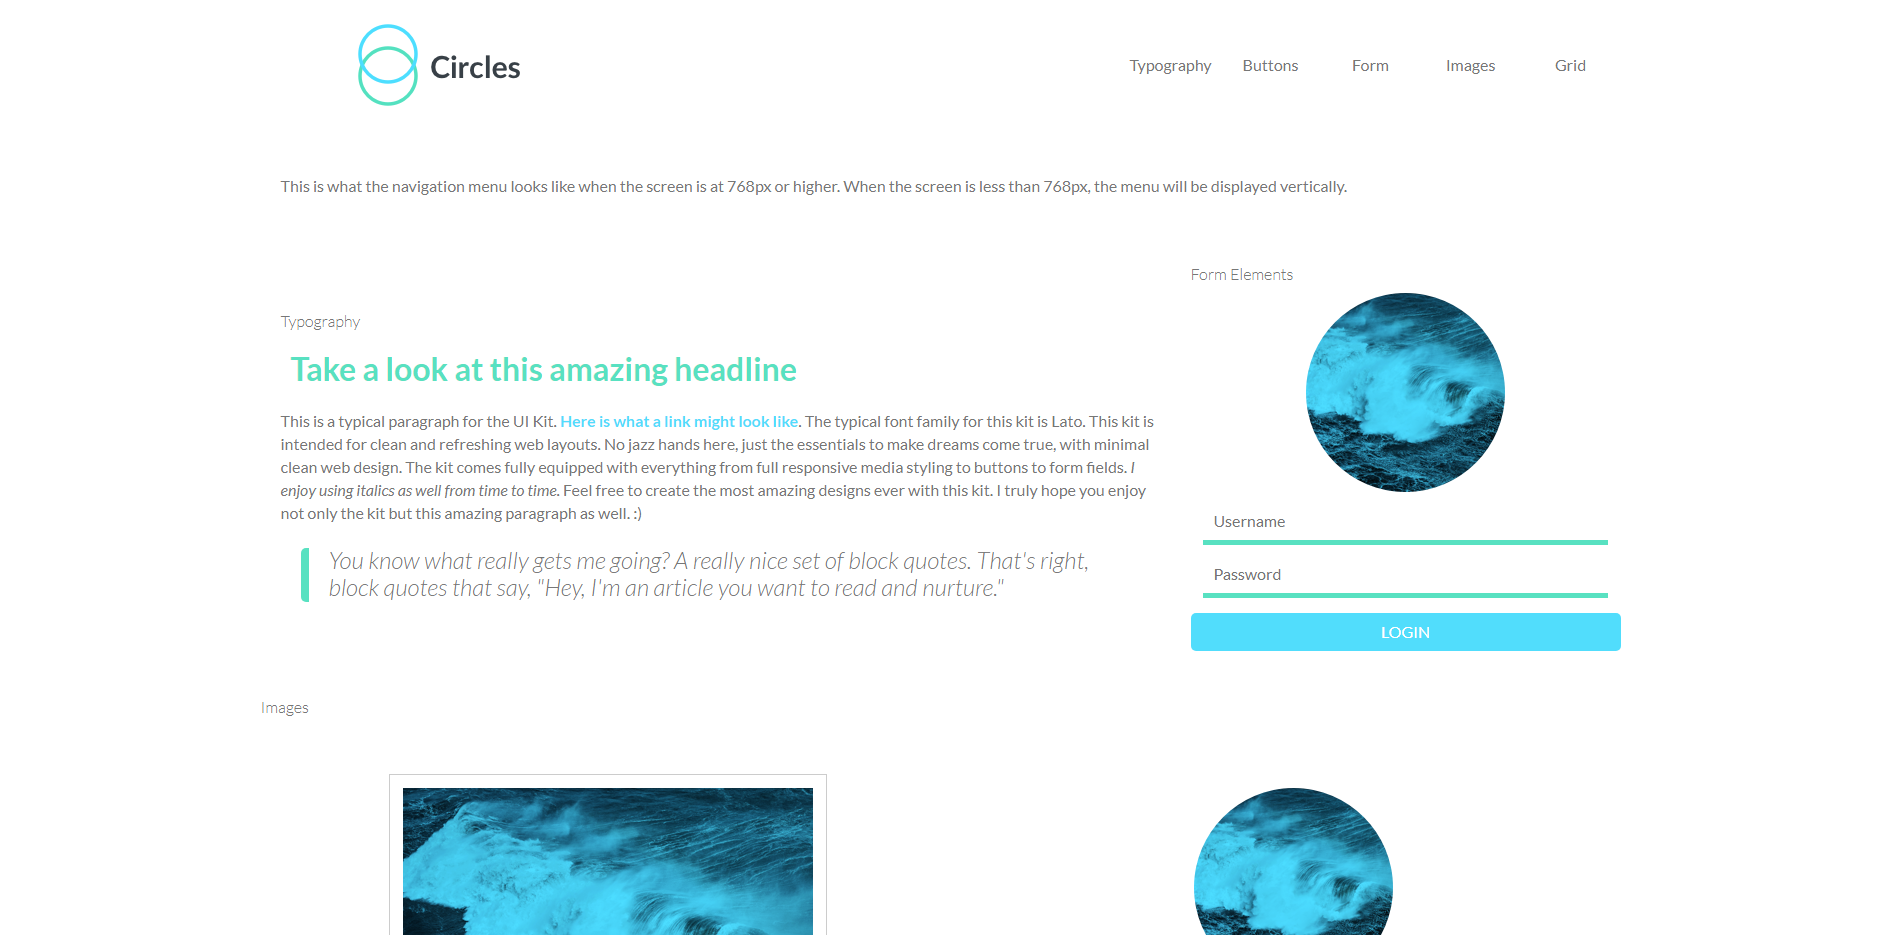 Circles
Typography Buttons Form Images Grid
This is what the navigation menu looks like when the screen is at 768px or higher. When the screen is less than 768px, the menu will be displayed vertically.
Typography
Take a look at this amazing headline
This is a typical paragraph for the UI Kit. Here is what a link might look like. The typical font family for this kit is Lato. This kit is
intended for clean and refreshing web layouts. No jazz hands here, just the essentials to make dreams come true, with minimal
clean web design. The kit comes fully equipped with everything from full responsive media styling to buttons to form fields. I
enjoy using italics as well from time to time. Feel free to create the most amazing designs ever with this kit. I truly hope you enjoy
not only the kit but this amazing paragraph as well. :)
You know what really gets me going? A really nice set of block quotes. That's right,
block quotes that say, "Hey, I'm an article you want to read and nurture."
Form Elements
Username
Password
LOGIN
Images